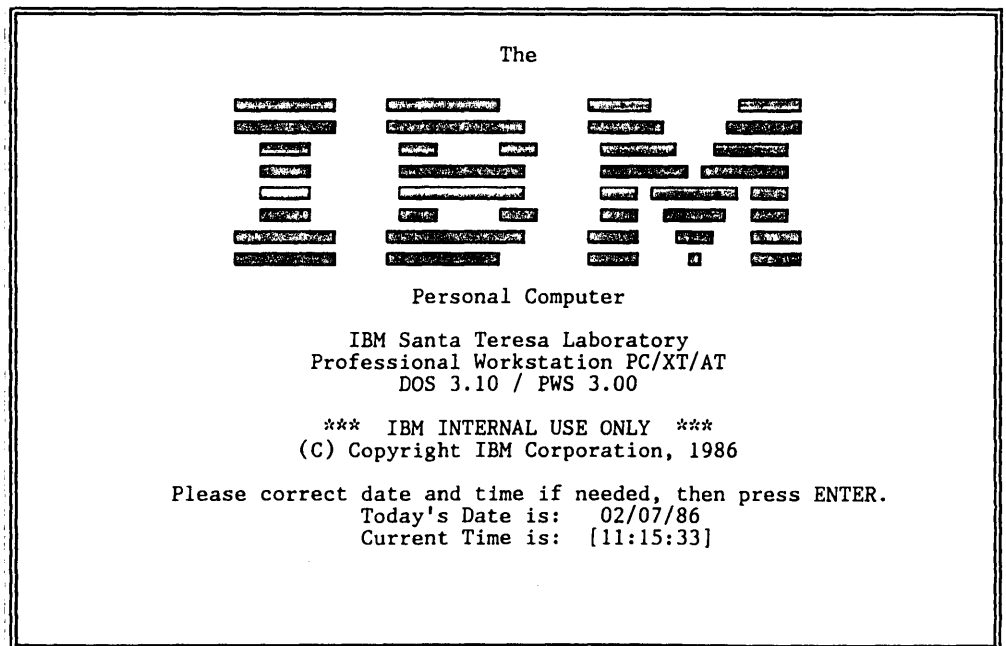 The
IBM
Personal Computer
IBM Santa Teresa Laboratory
Professional Workstation PC/XT/AT
DOS 3.10 / PWS 3.00
*** IBM INTERNAL USE ONLY ***
(C) Copyright IBM Corporation, 1986
Please correct date and time if needed, then press ENTER.
Today's Date is: 02/07/86
Current Time is: [11:15:33]